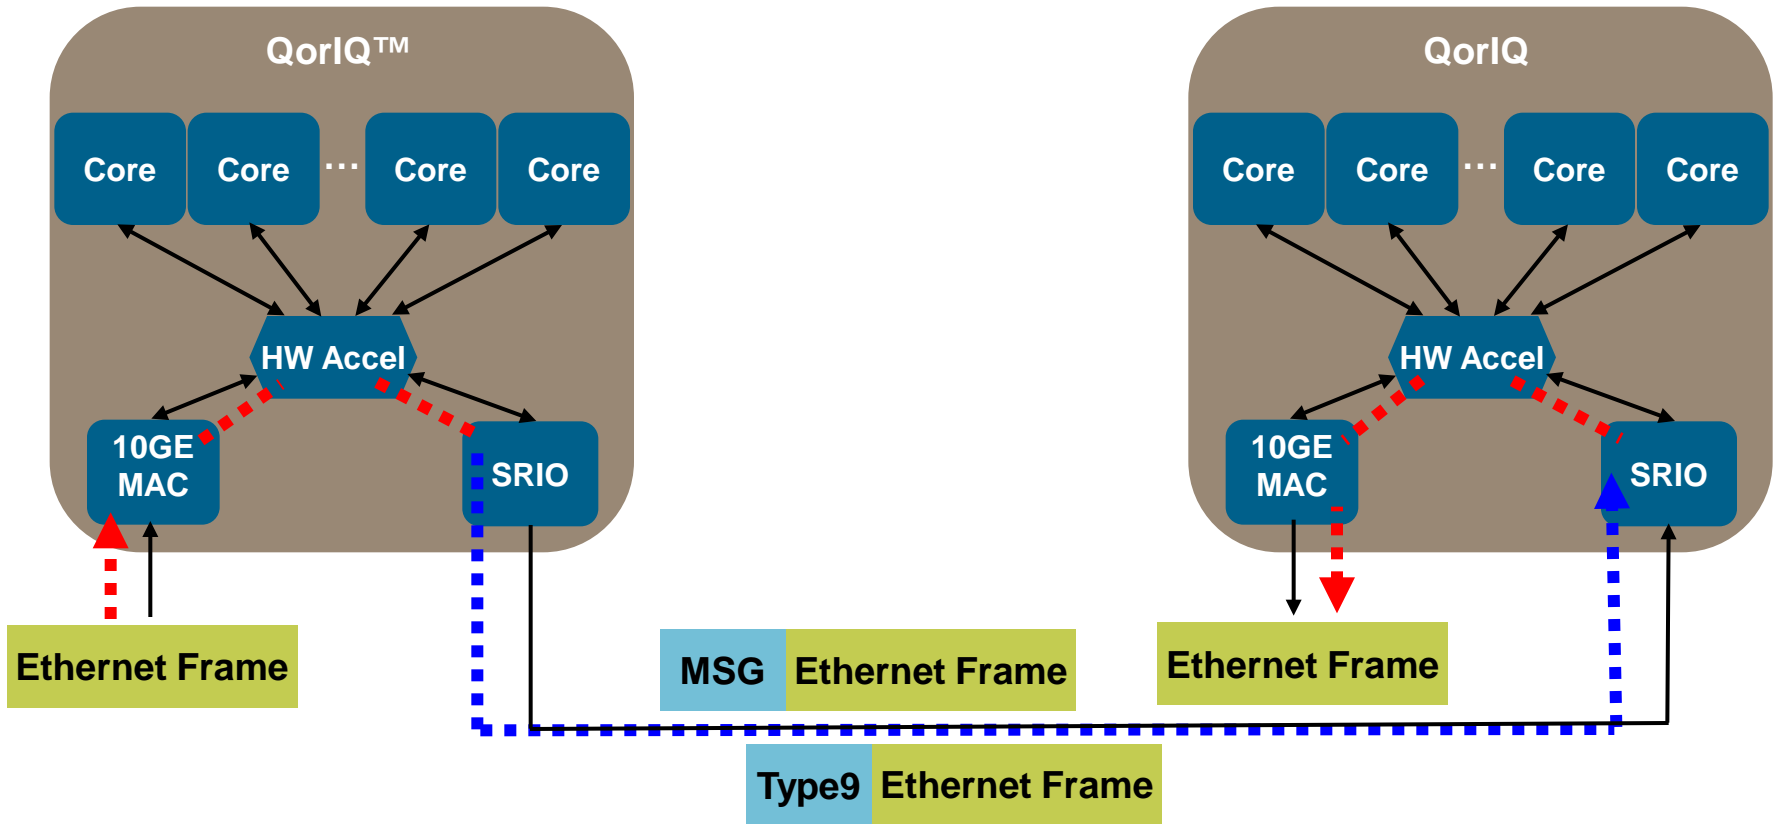 QorIQ™
Core Core ... Core Core
HW Accel
10GE
MAC
SRIO
Ethernet Frame
QorIQ
Core Core ... Core Core
HW Accel
10GE
MAC
SRIO
Ethernet Frame
MSG Ethernet Frame
Type9 Ethernet Frame